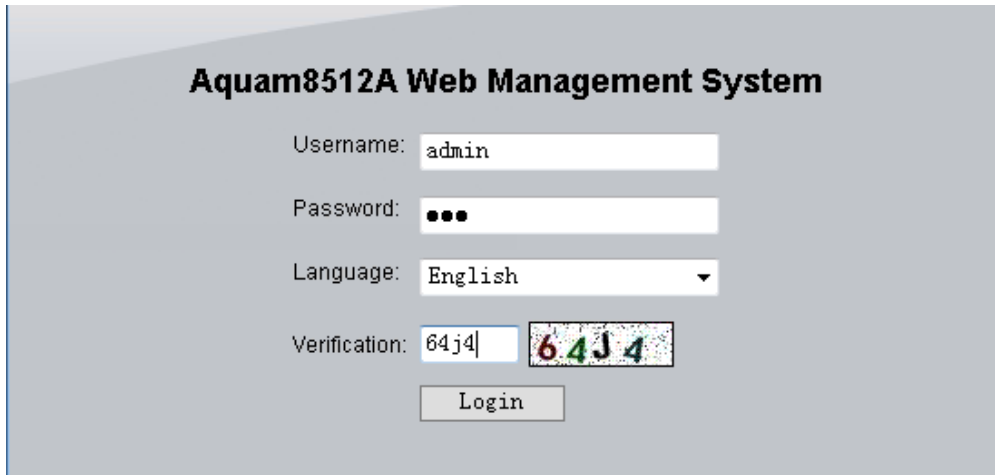 Aquam8512A Web Management System
Username: admin
Password: •••
Language: English
Verification: 64j4 64J4
Login